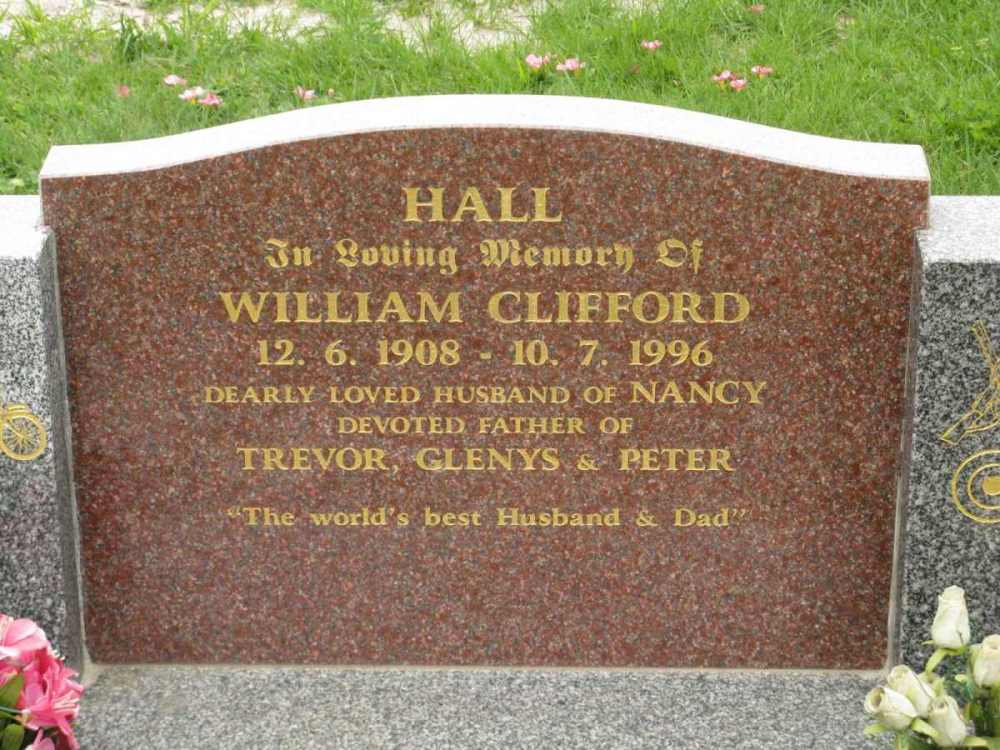 HALL
In Loving Memory Of
WILLIAM CLIFFORD
12. 6. 1908 - 10. 7. 1996
DEARLY LOVED HUSBAND OF NANCY
DEVOTED FATHER OF
TREVOR, GLENYS & PETER
"The world's best Husband & Dad"